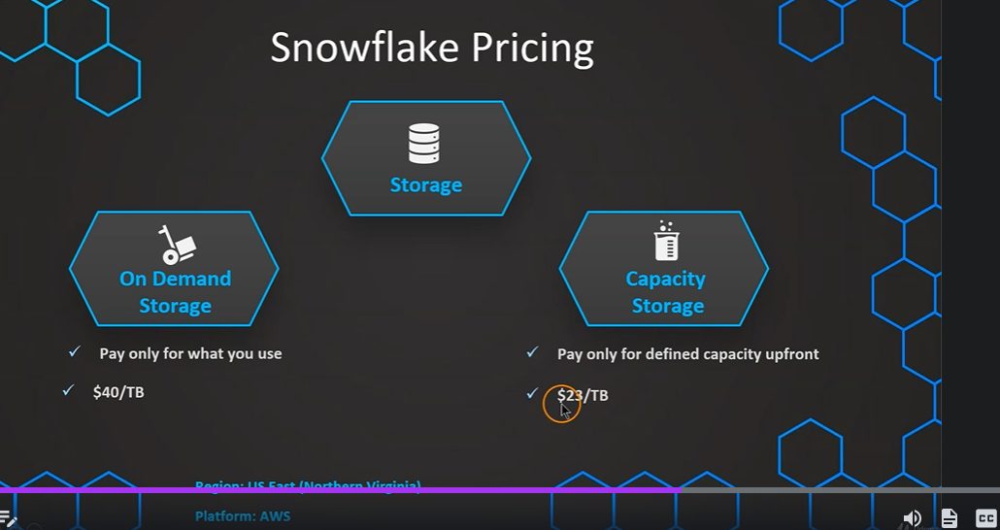 Snowflake Pricing
Storage
On Demand
Storage
Pay only for what you use
$40/TB
Capacity
Storage
Pay only for defined capacity upfront
$23/TB
Region: US East (Northern Virginia)
Platform: AWS
CC